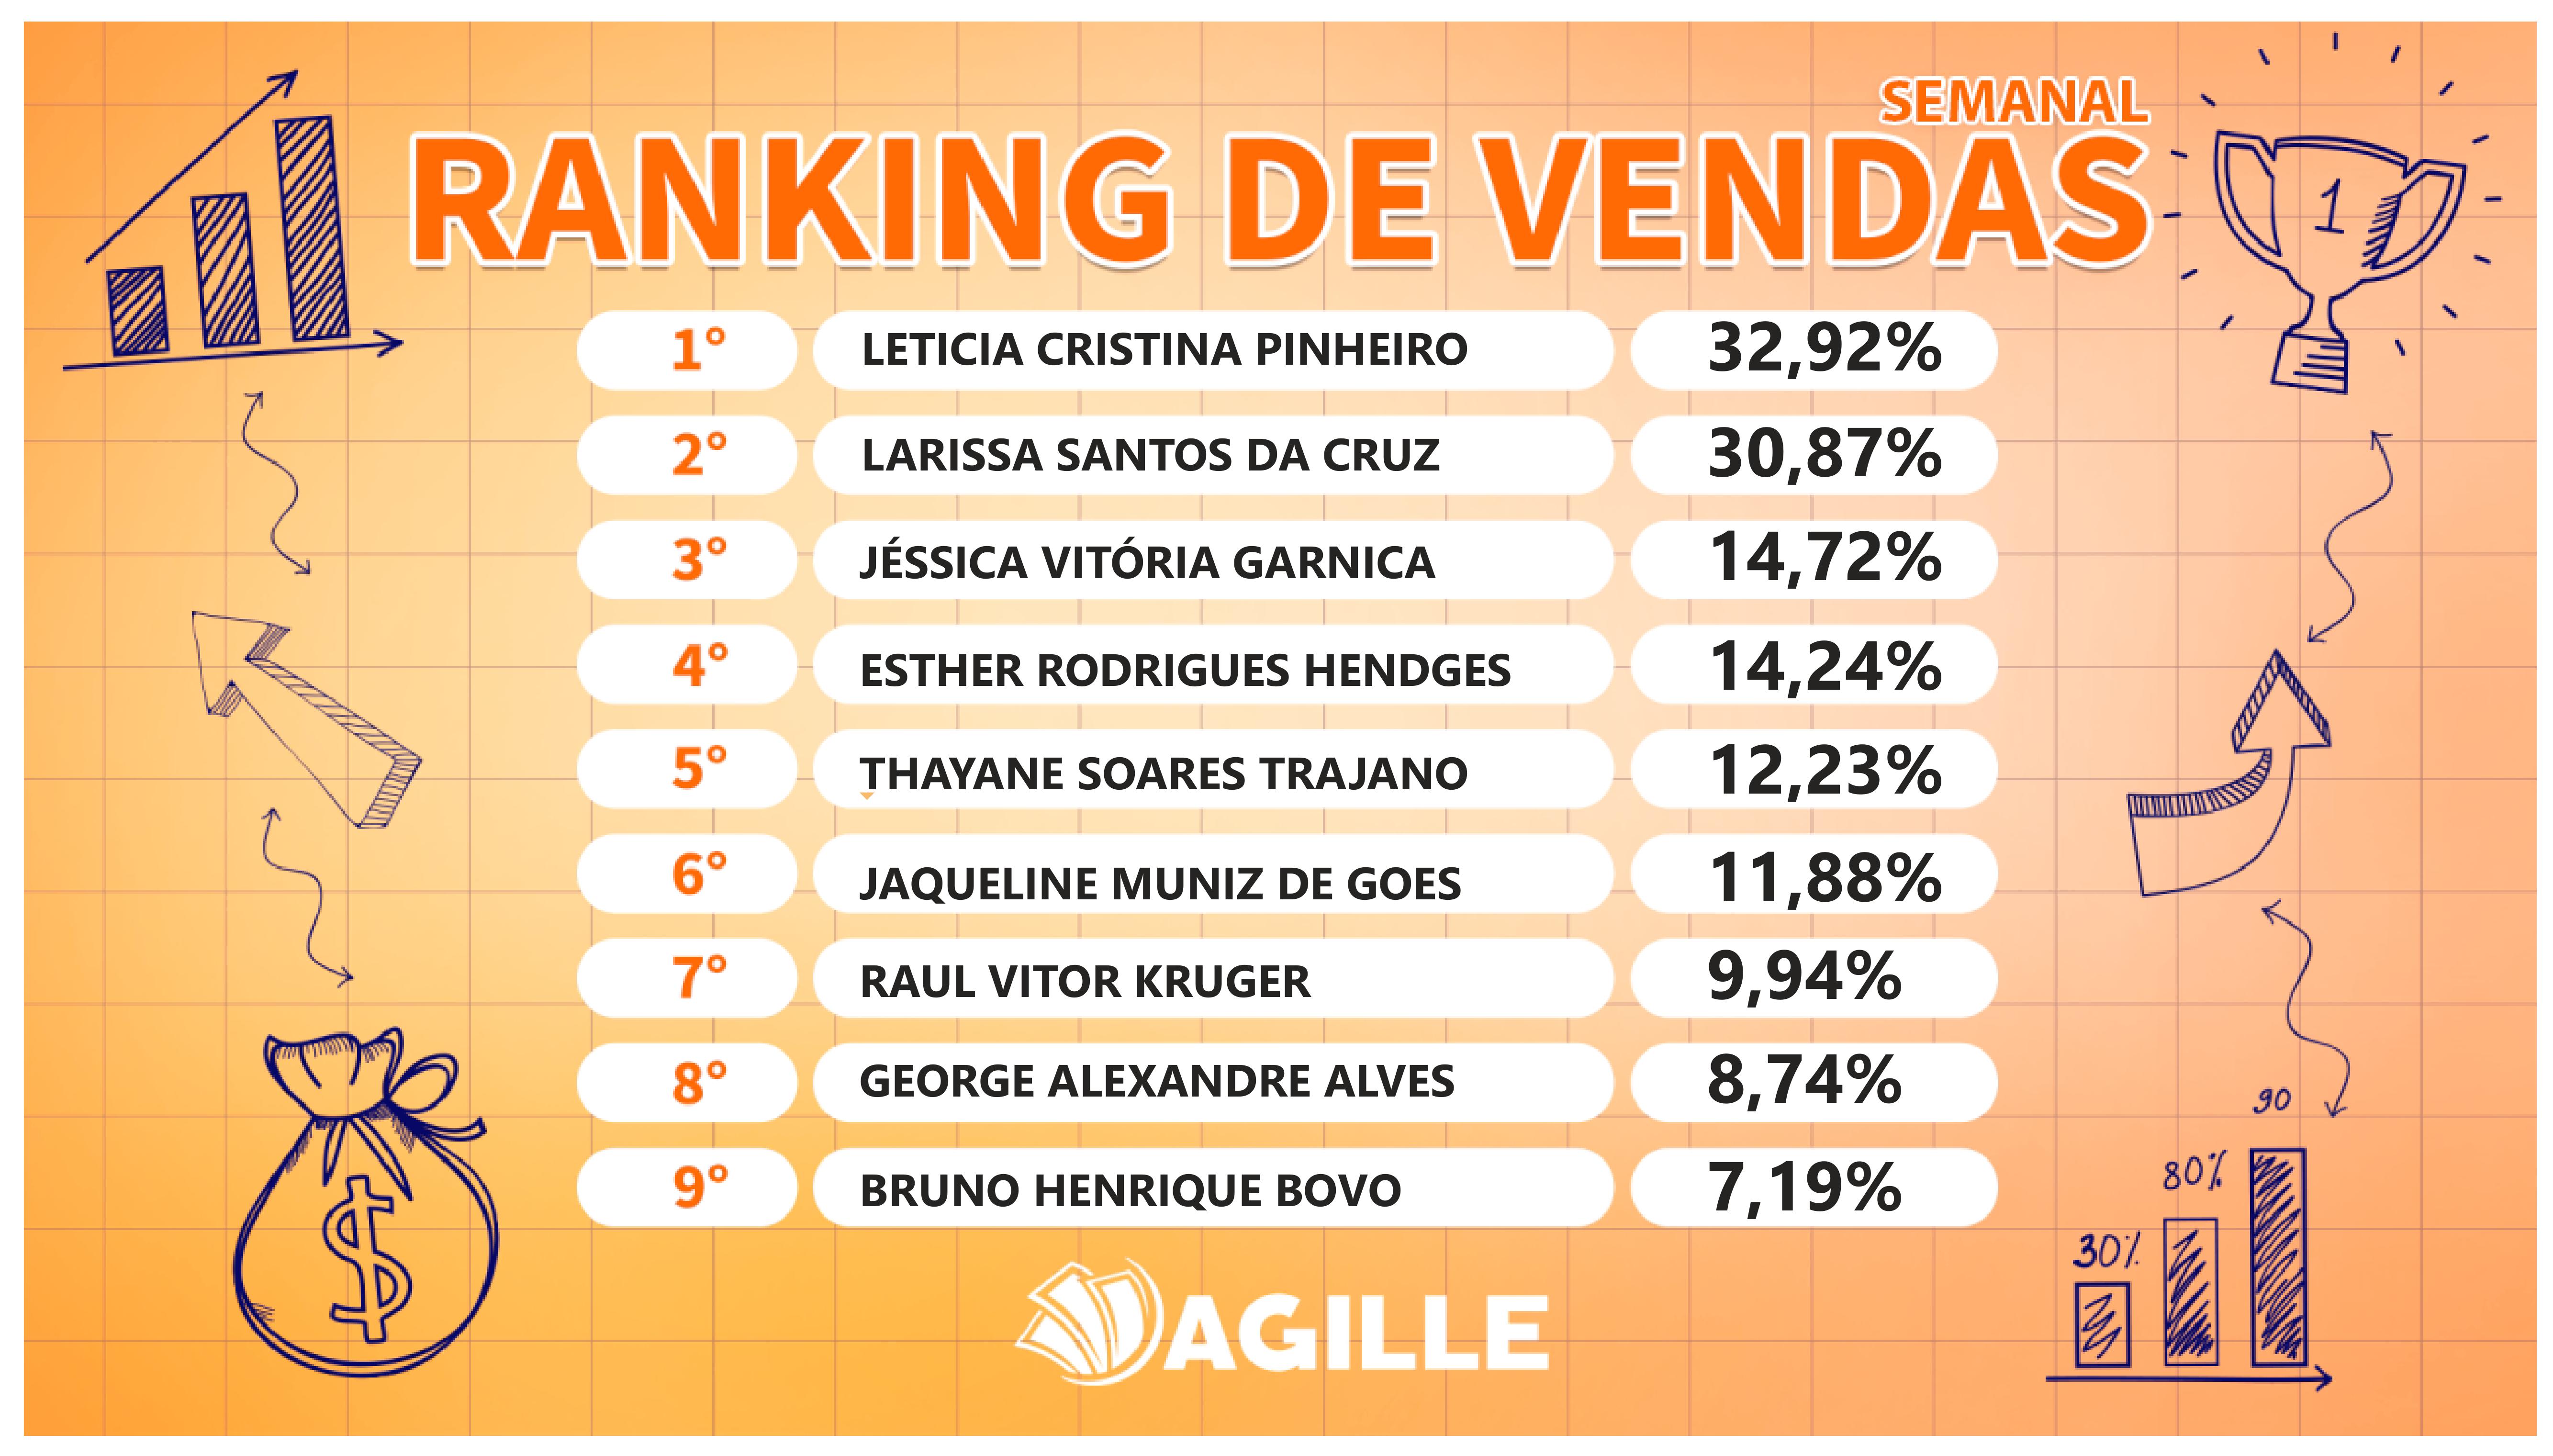 SEMANAL
RANKING DE VENDAS
1
1° LETICIA CRISTINA PINHEIRO 32,92%
2° LARISSA SANTOS DA CRUZ 30,87%
3° JÉSSICA VITÓRIA GARNICA 14,72%
4° ESTHER RODRIGUES HENDGES 14,24%
5° THAYANE SOARES TRAJANO 12,23%
6° JAQUELINE MUNIZ DE GOES 11,88%
7° RAUL VITOR KRUGER 9,94%
8° GEORGE ALEXANDRE ALVES 8,74%
9° BRUNO HENRIQUE BOVO 7,19%
$
90
80%
30%
AGILLE